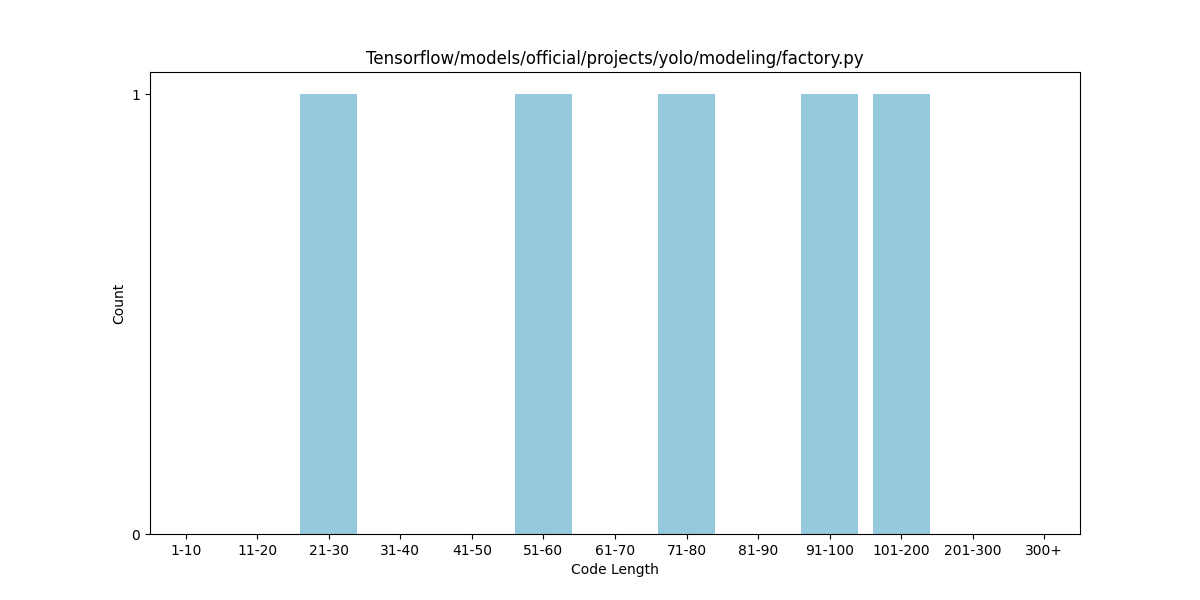 Tensorflow/models/official/projects/yolo/modeling/factory.py
1
Count
0
1-10 11-20 21-30 31-40 41-50 51-60 61-70 71-80 81-90 91-100 101-200 201-300 300+
Code Length